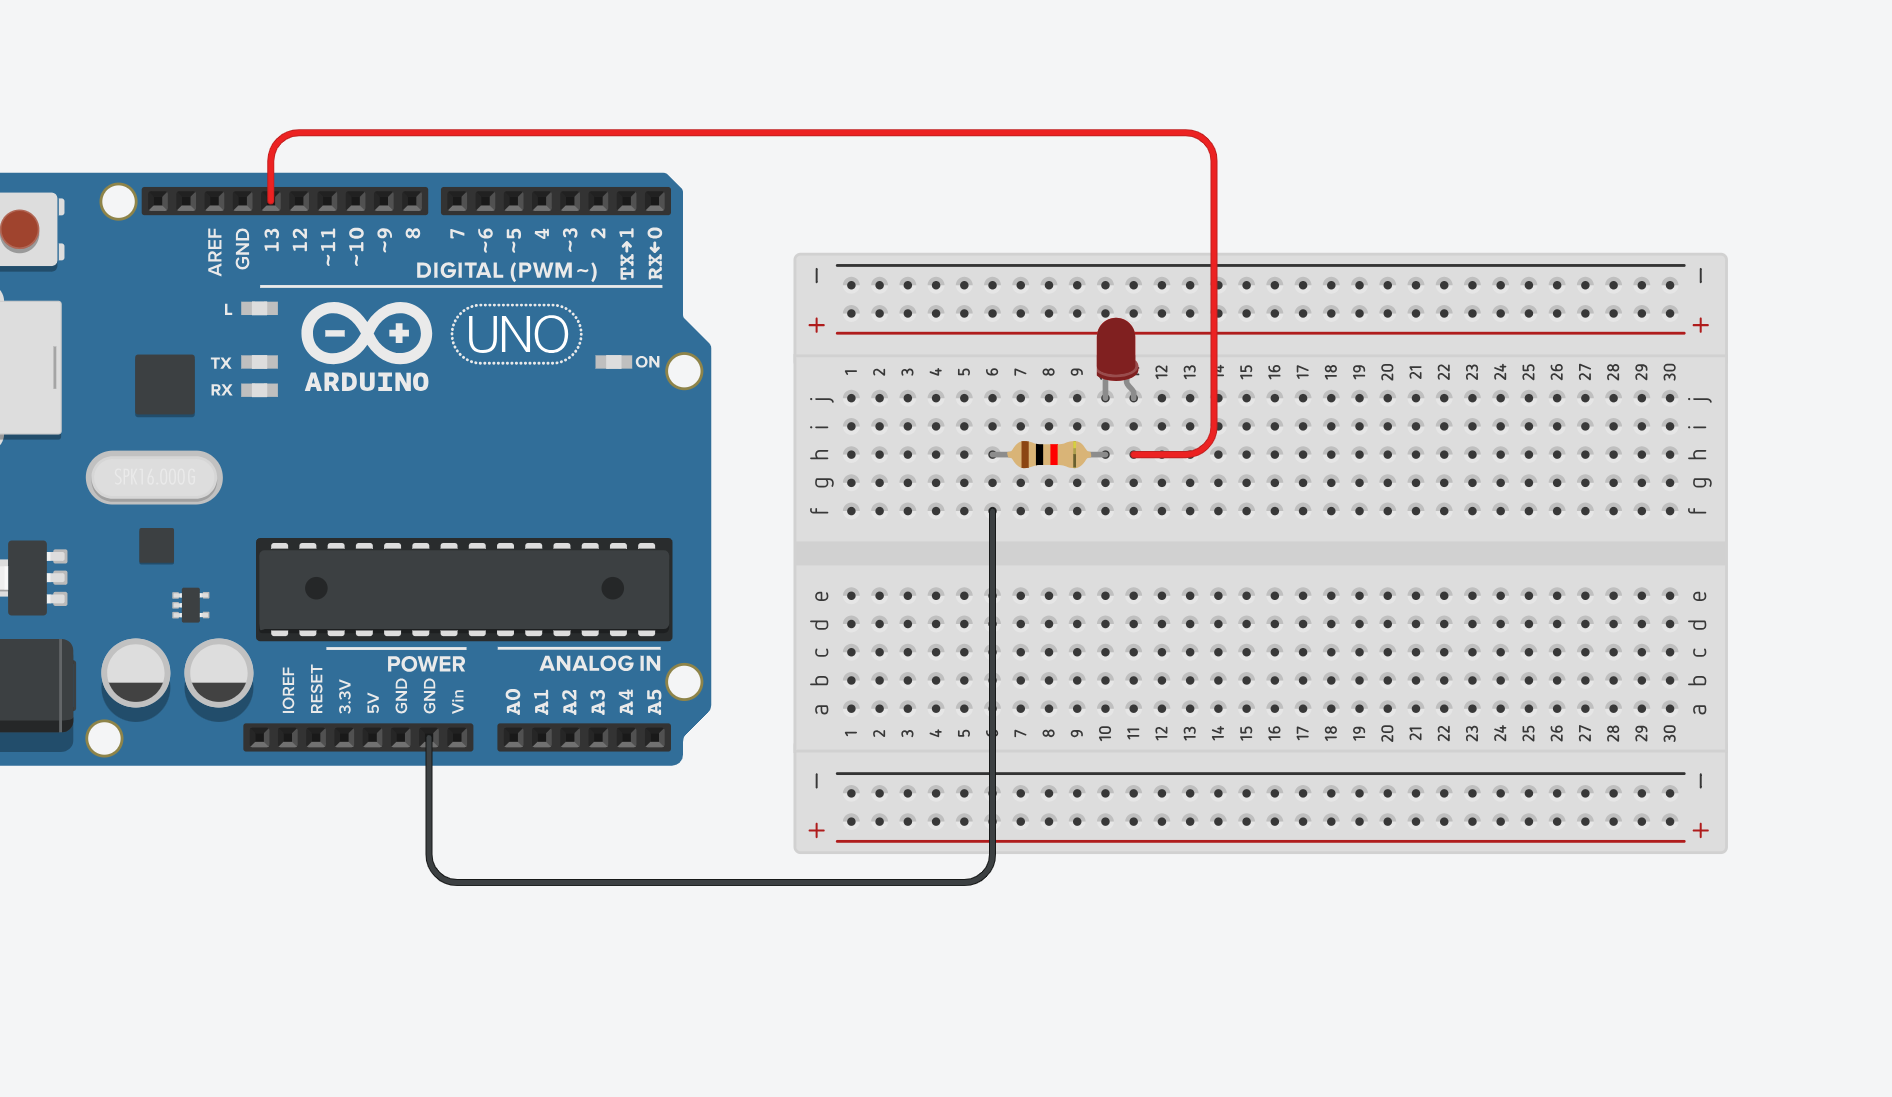 AREF GND 13 12 ~11 ~10 ~9 8 7 ~6 ~5 4 ~3 2 TX→1 RX←0
DIGITAL (PWM ~)
L
TX
RX
UNO
ON
ARDUINO
SPK16.000G
POWER
ANALOG IN
IOREF RESET 3.3V 5V GND GND Vin A0 A1 A2 A3 A4 A5
− −
+ +
1 2 3 4 5 6 7 8 9 12 13 14 15 16 17 18 19 20 21 22 23 24 25 26 27 28 29 30
j j
i i
h h
g g
f f
e e
d d
c c
b b
a a
1 2 3 4 5 6 7 8 9 10 11 12 13 14 15 16 17 18 19 20 21 22 23 24 25 26 27 28 29 30
− −
+ +